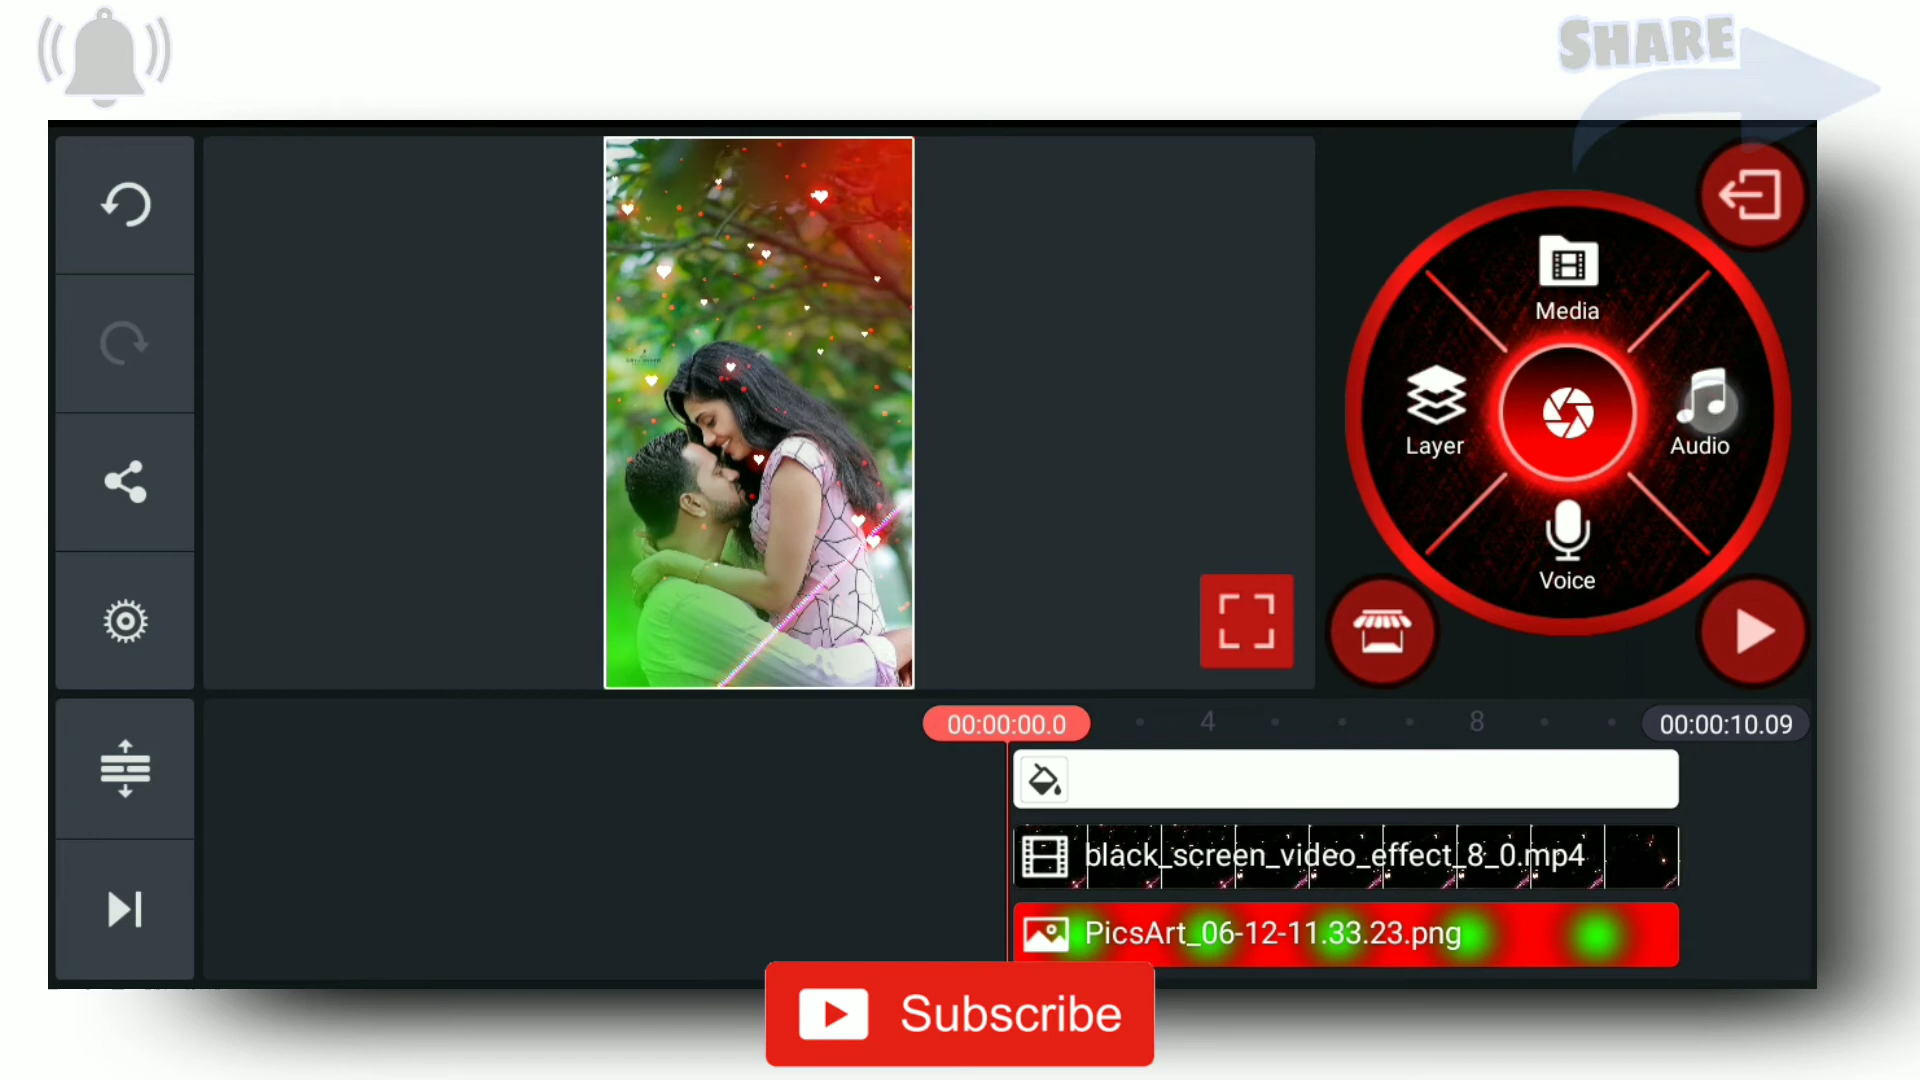 SHARE
Media
Layer
Audio
Voice
00:00:00.0
4
8
00:00:10.09
black_screen_video_effect_8_0.mp4
PicsArt_06-12-11.33.23.png
Subscribe